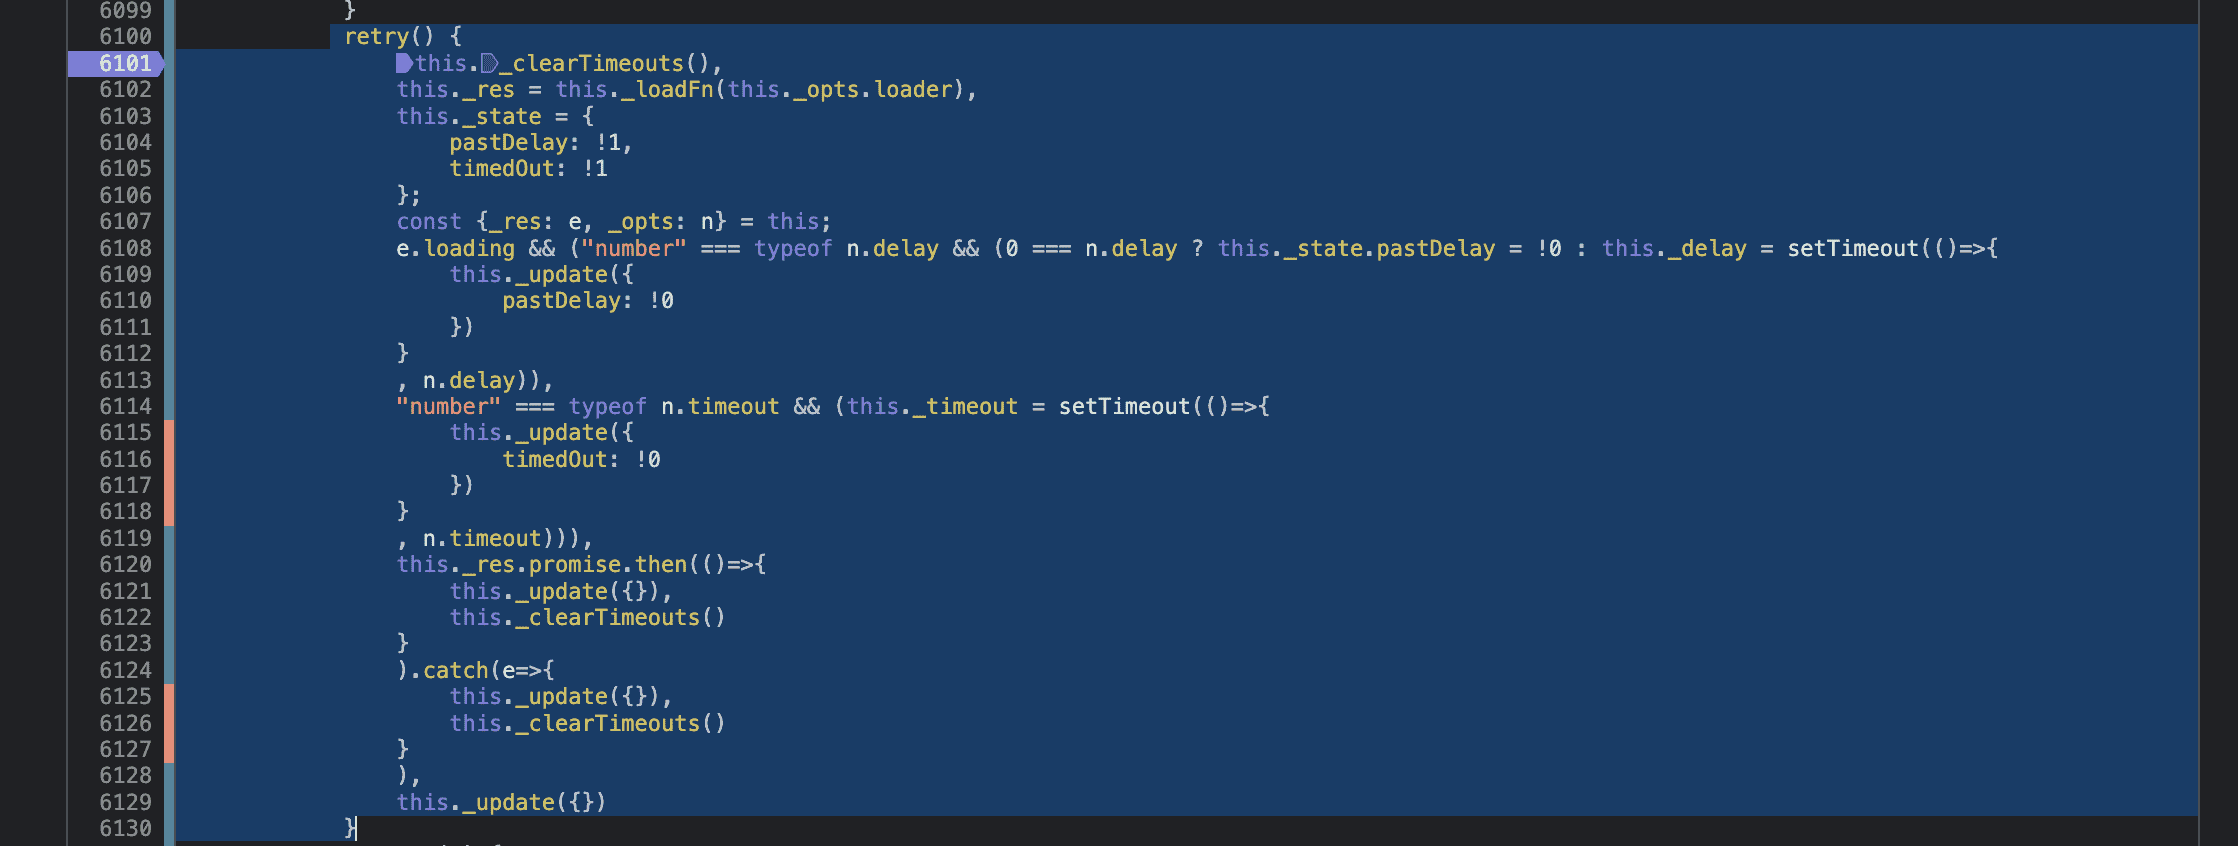 6099 }
6100 retry() {
6101 this._clearTimeouts(),
6102 this._res = this._loadFn(this._opts.loader),
6103 this._state = {
6104 pastDelay: !1,
6105 timedOut: !1
6106 };
6107 const {_res: e, _opts: n} = this;
6108 e.loading && ("number" === typeof n.delay && (0 === n.delay ? this._state.pastDelay = !0 : this._delay = setTimeout(()=>{
6109 this._update({
6110 pastDelay: !0
6111 })
6112 }
6113 , n.delay)),
6114 "number" === typeof n.timeout && (this._timeout = setTimeout(()=>{
6115 this._update({
6116 timedOut: !0
6117 })
6118 }
6119 , n.timeout))),
6120 this._res.promise.then(()=>{
6121 this._update({}),
6122 this._clearTimeouts()
6123 }
6124 ).catch(e=>{
6125 this._update({}),
6126 this._clearTimeouts()
6127 }
6128 ),
6129 this._update({})
6130 }